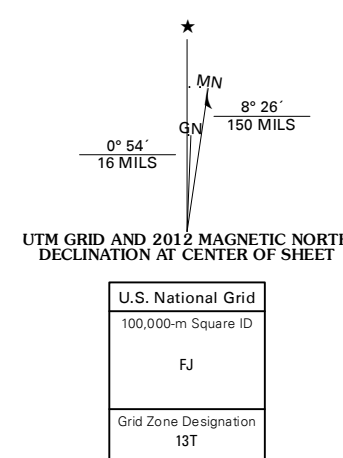 ★
MN
8° 26´
150 MILS
GN
0° 54´
16 MILS
UTM GRID AND 2012 MAGNETIC NORTH
DECLINATION AT CENTER OF SHEET
U.S. National Grid
100,000-m Square ID
FJ
Grid Zone Designation
13T